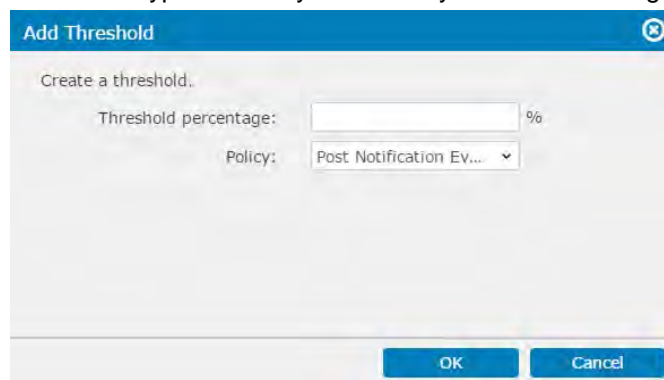 Add Threshold
Create a threshold.
Threshold percentage: %
Policy: Post Notification Ev...
OK Cancel